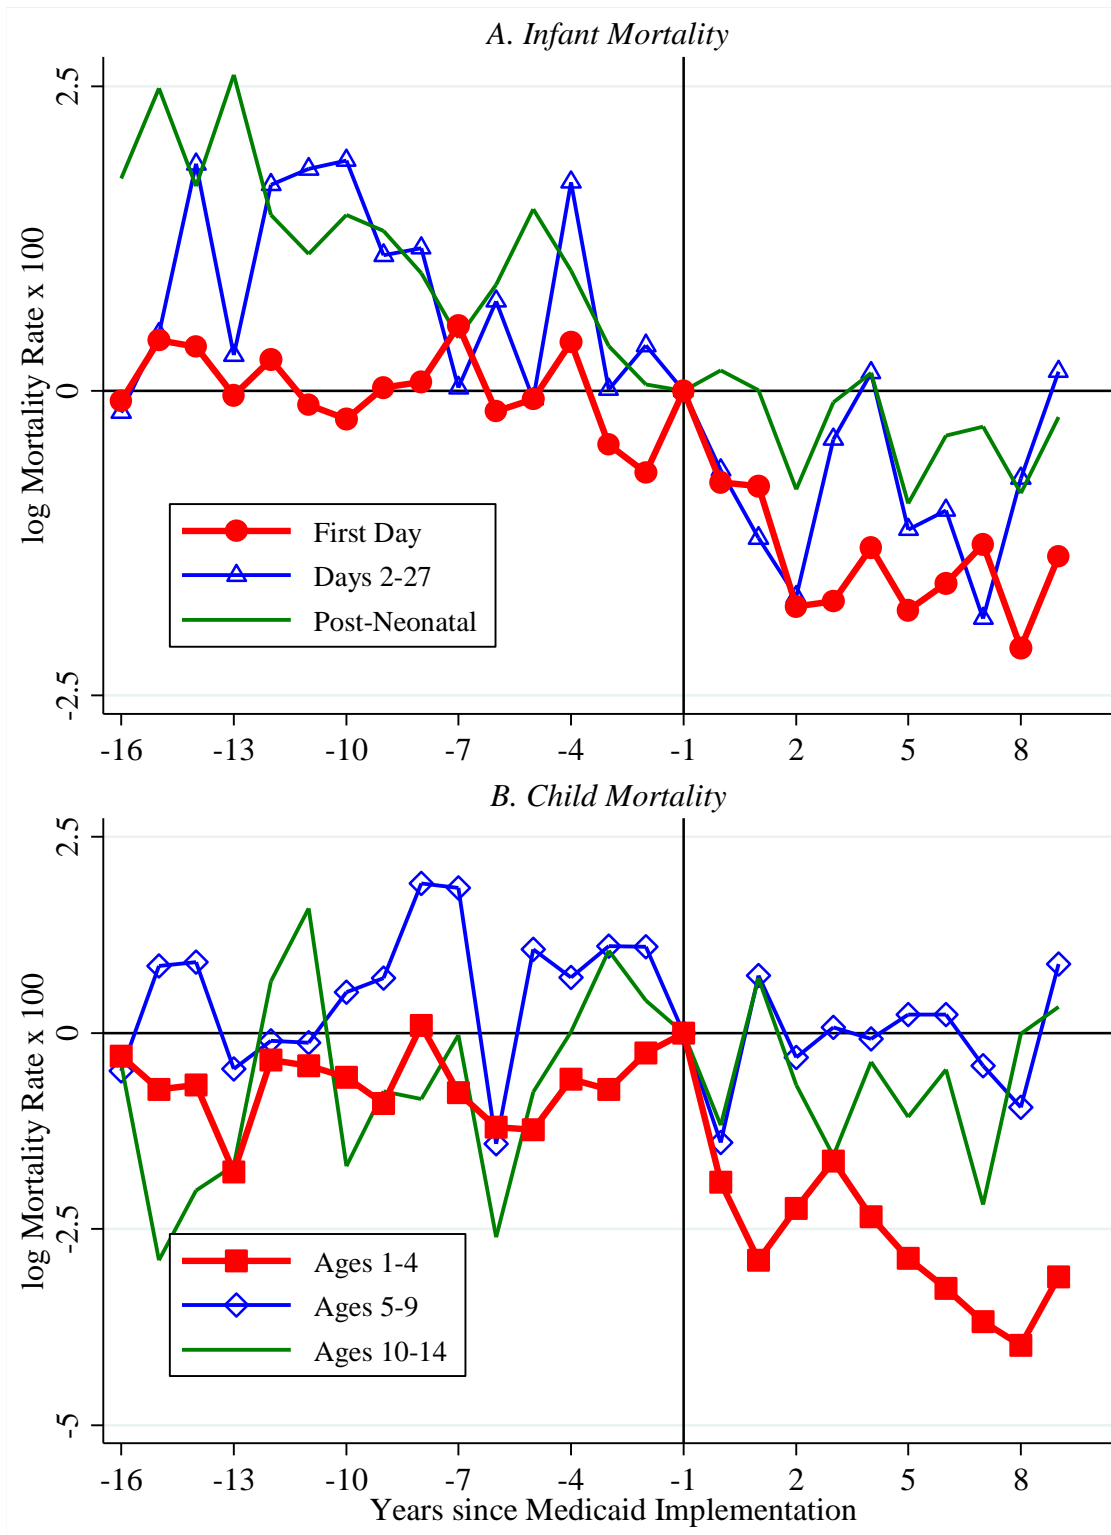 A. Infant Mortality
log Mortality Rate x 100
2.5
0
-2.5
First Day
Days 2-27
Post-Neonatal
-16 -13 -10 -7 -4 -1 2 5 8
B. Child Mortality
log Mortality Rate x 100
2.5
0
-2.5
-5
Ages 1-4
Ages 5-9
Ages 10-14
-16 -13 -10 -7 -4 -1 2 5 8
Years since Medicaid Implementation